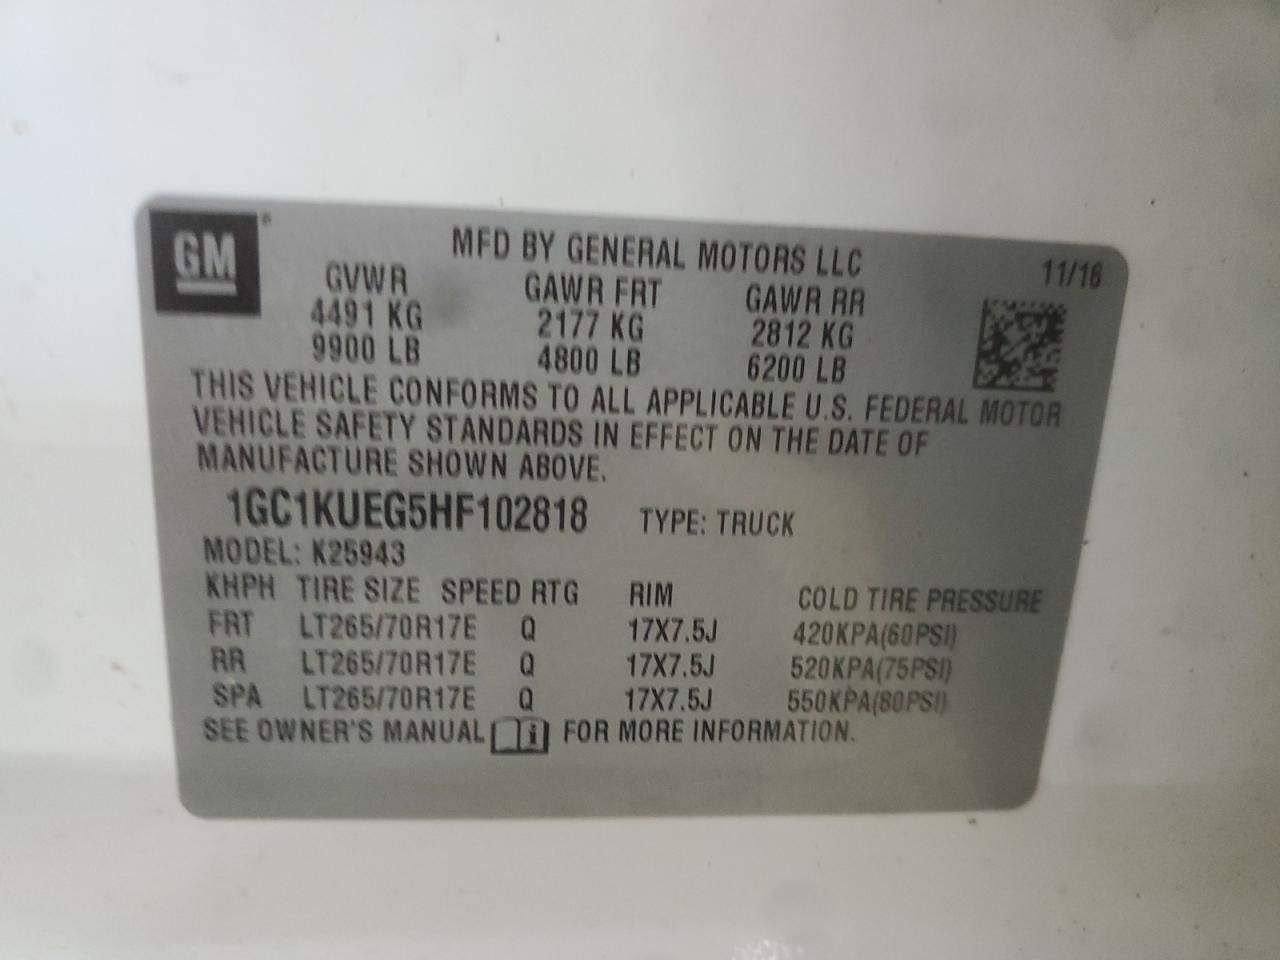 GM
MFD BY GENERAL MOTORS LLC 11/16
GVWR GAWR FRT GAWR RR
4491 KG 2177 KG 2812 KG
9900 LB 4800 LB 6200 LB
THIS VEHICLE CONFORMS TO ALL APPLICABLE U.S. FEDERAL MOTOR
VEHICLE SAFETY STANDARDS IN EFFECT ON THE DATE OF
MANUFACTURE SHOWN ABOVE.
1GC1KUEG5HF102818 TYPE: TRUCK
MODEL: K25943
KHPH TIRE SIZE SPEED RTG RIM COLD TIRE PRESSURE
FRT LT265/70R17E Q 17X7.5J 420KPA(60PSI)
RR LT265/70R17E Q 17X7.5J 520KPA(75PSI)
SPA LT265/70R17E Q 17X7.5J 550KPA(80PSI)
SEE OWNER'S MANUAL FOR MORE INFORMATION.